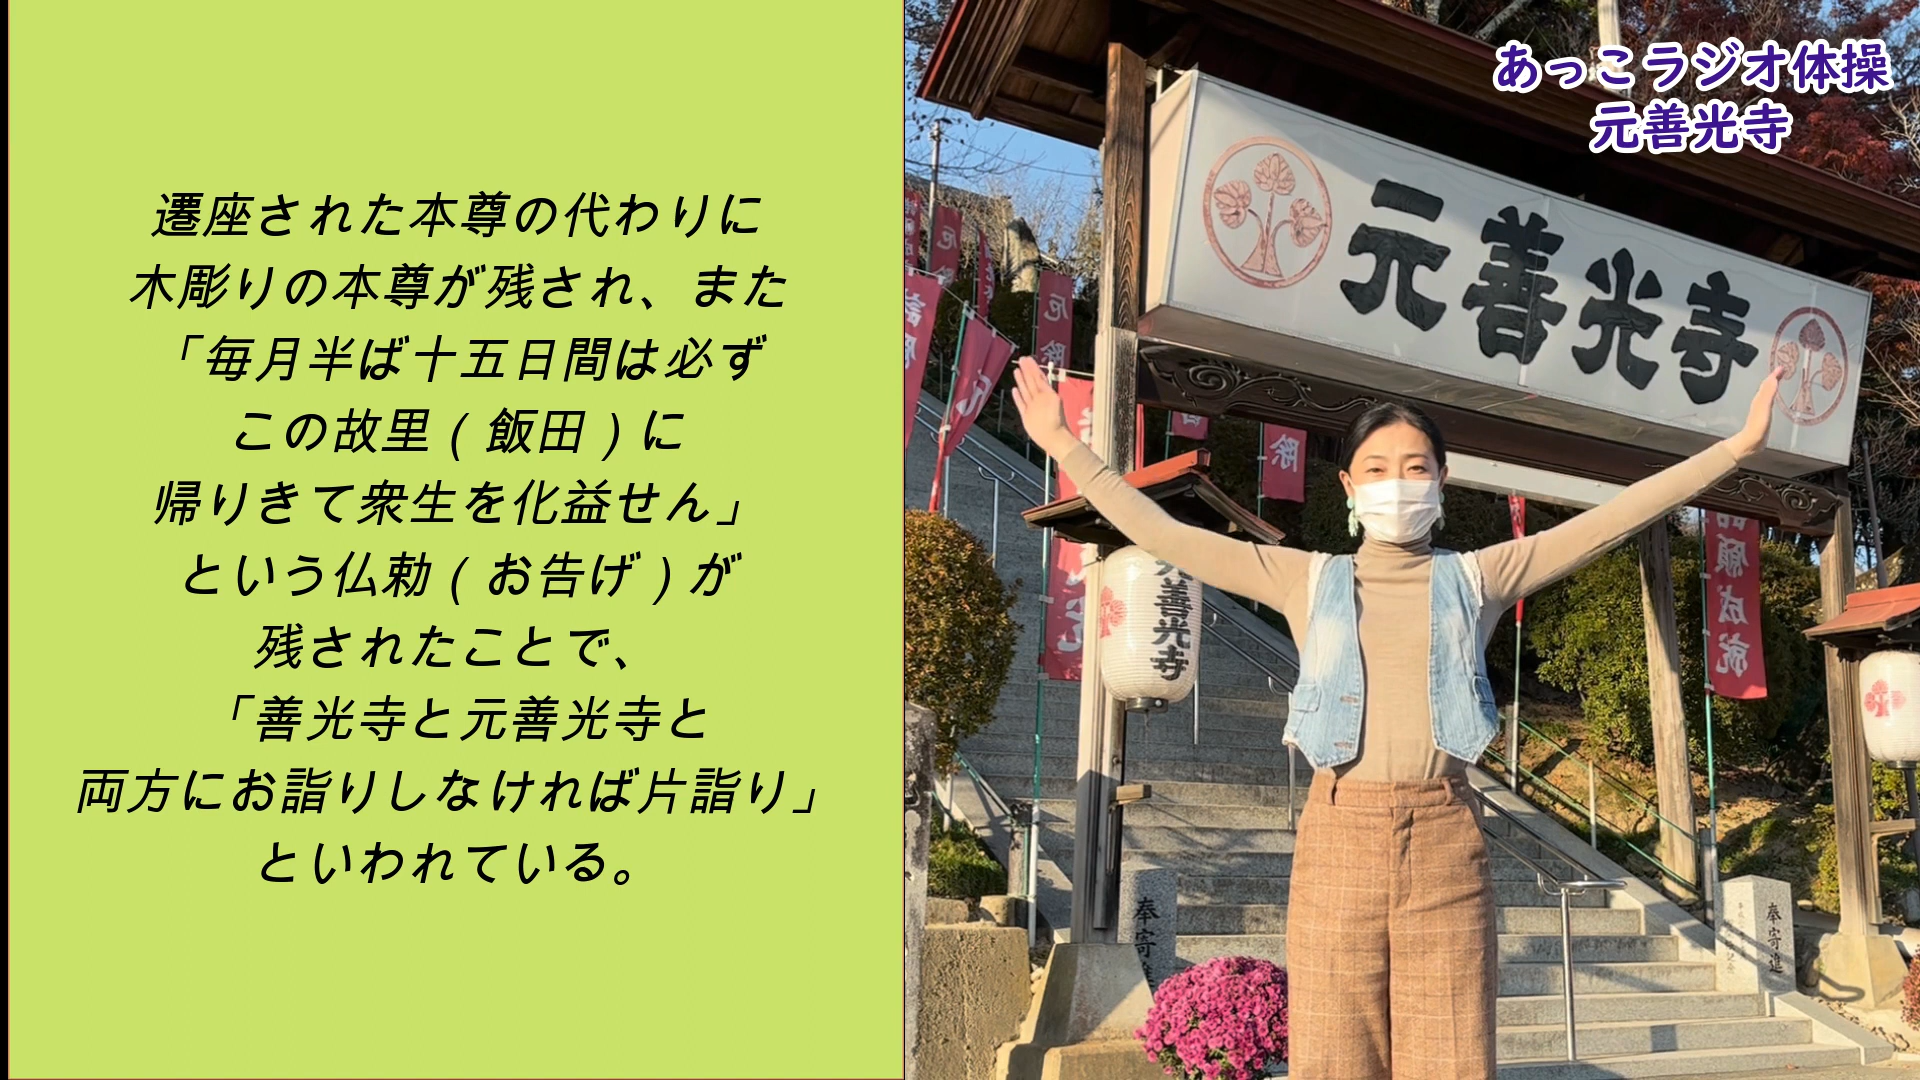 遷座された本尊の代わりに
木彫りの本尊が残され、また
「毎月半ば十五日間は必ず
この故里(飯田)に
帰りきて衆生を化益せん」
という仏勅(お告げ)が
残されたことで、
「善光寺と元善光寺と
両方にお詣りしなければ片詣り」
といわれている。
あっこラジオ体操
元善光寺
元善光寺
元善光寺
厄除
除
願成就
奉寄進
奉寄進